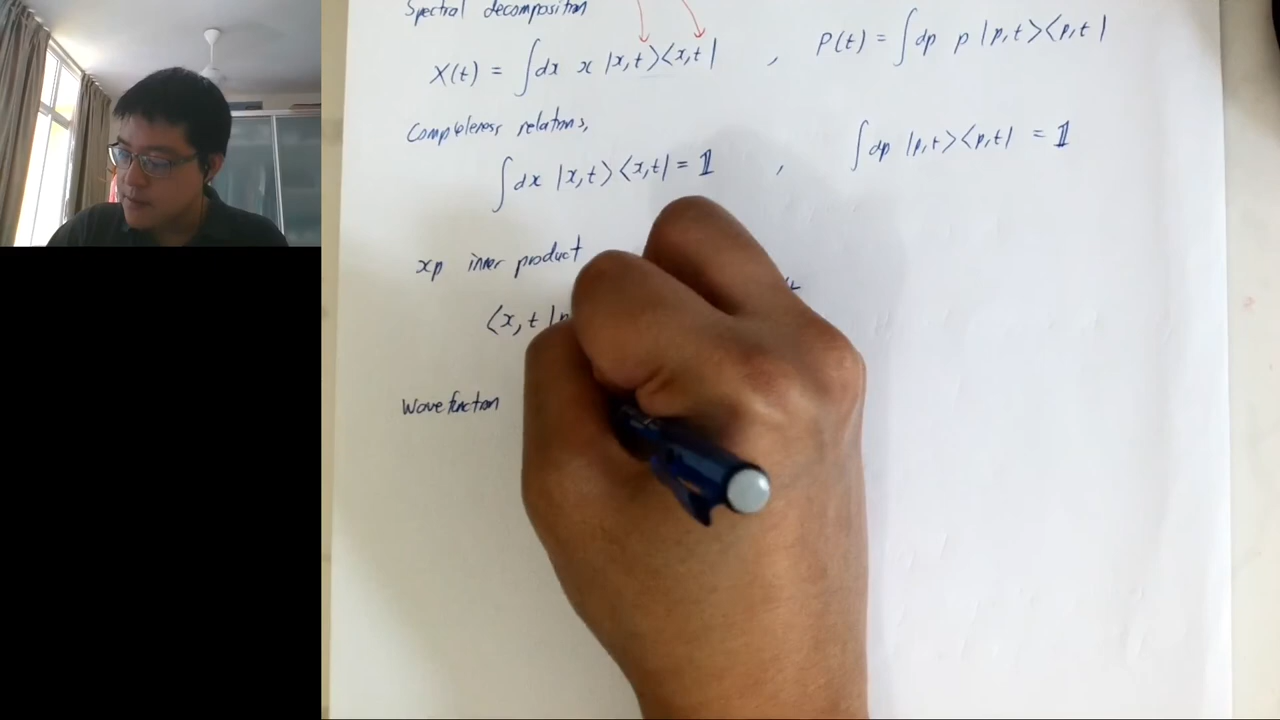 Spectral decomposition
X(t) = ∫dx x |x,t><x,t| , P(t) = ∫dp p |p,t><p,t|
Completeness relations,
∫dx |x,t><x,t| = 𝟙 , ∫dp |p,t><p,t| = 𝟙
xp inner product
<x,t|p
Wavefunction